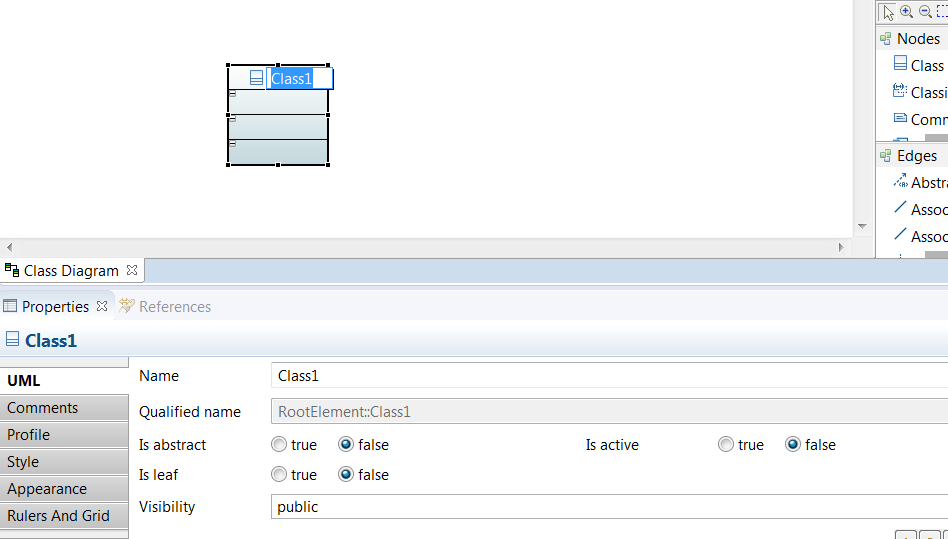 Class1
Nodes
Class
Classi
Comm
Edges
Abstra
Assoc
Assoc
Class Diagram
Properties References
Class1
UML
Comments
Profile
Style
Appearance
Rulers And Grid
Name Class1
Qualified name RootElement::Class1
Is abstract true false Is active true false
Is leaf true false
Visibility public